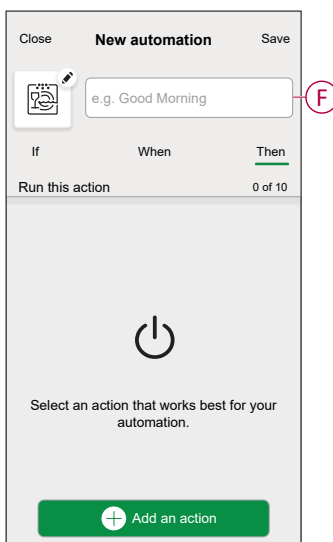 Close New automation Save
e.g. Good Morning F
If When Then
Run this action 0 of 10
Select an action that works best for your
automation.
Add an action